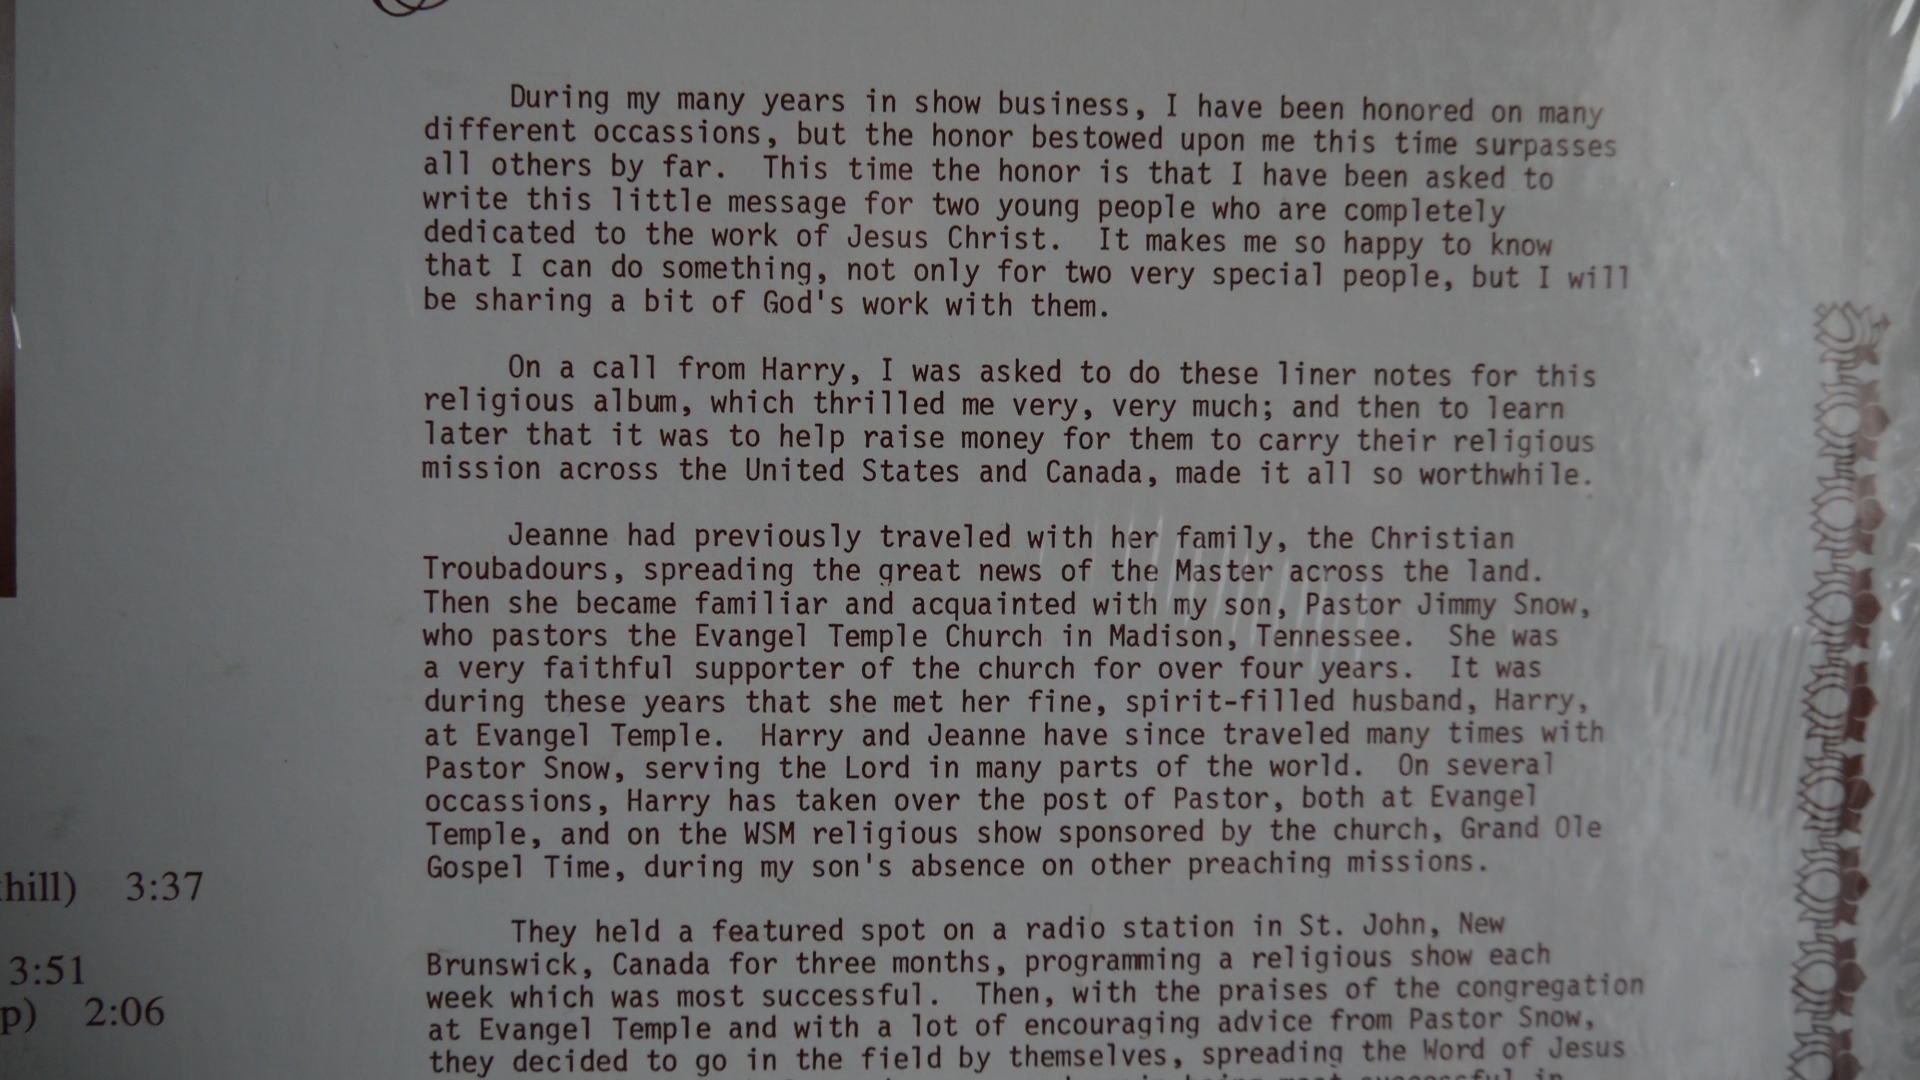 During my many years in show business, I have been honored on many
different occassions, but the honor bestowed upon me this time surpasses
all others by far.  This time the honor is that I have been asked to
write this little message for two young people who are completely
dedicated to the work of Jesus Christ.  It makes me so happy to know
that I can do something, not only for two very special people, but I will
be sharing a bit of God's work with them.
On a call from Harry, I was asked to do these liner notes for this
religious album, which thrilled me very, very much; and then to learn
later that it was to help raise money for them to carry their religious
mission across the United States and Canada, made it all so worthwhile.
Jeanne had previously traveled with her family, the Christian
Troubadours, spreading the great news of the Master across the land.
Then she became familiar and acquainted with my son, Pastor Jimmy Snow,
who pastors the Evangel Temple Church in Madison, Tennessee.  She was
a very faithful supporter of the church for over four years.  It was
during these years that she met her fine, spirit-filled husband, Harry,
at Evangel Temple.  Harry and Jeanne have since traveled many times with
Pastor Snow, serving the Lord in many parts of the world.  On several
occassions, Harry has taken over the post of Pastor, both at Evangel
Temple, and on the WSM religious show sponsored by the church, Grand Ole
Gospel Time, during my son's absence on other preaching missions.
They held a featured spot on a radio station in St. John, New
Brunswick, Canada for three months, programming a religious show each
week which was most successful.  Then, with the praises of the congregation
at Evangel Temple and with a lot of encouraging advice from Pastor Snow,
they decided to go in the field by themselves, spreading the Word of Jesus
hill) 3:37
3:51
p) 2:06